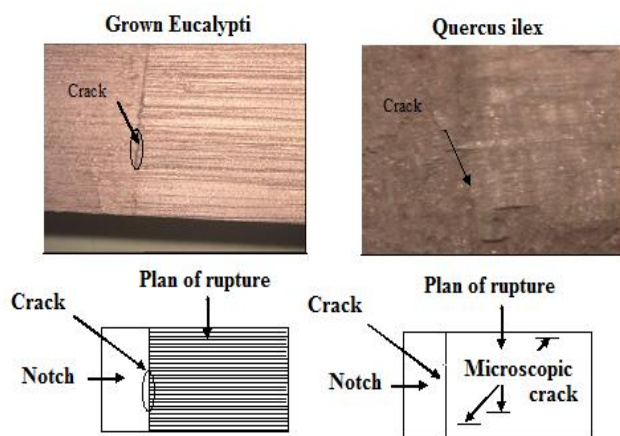 Grown Eucalypti
Crack
Quercus ilex
Crack
Plan of rupture
Crack
Notch
Plan of rupture
Crack
Notch
Microscopic
crack